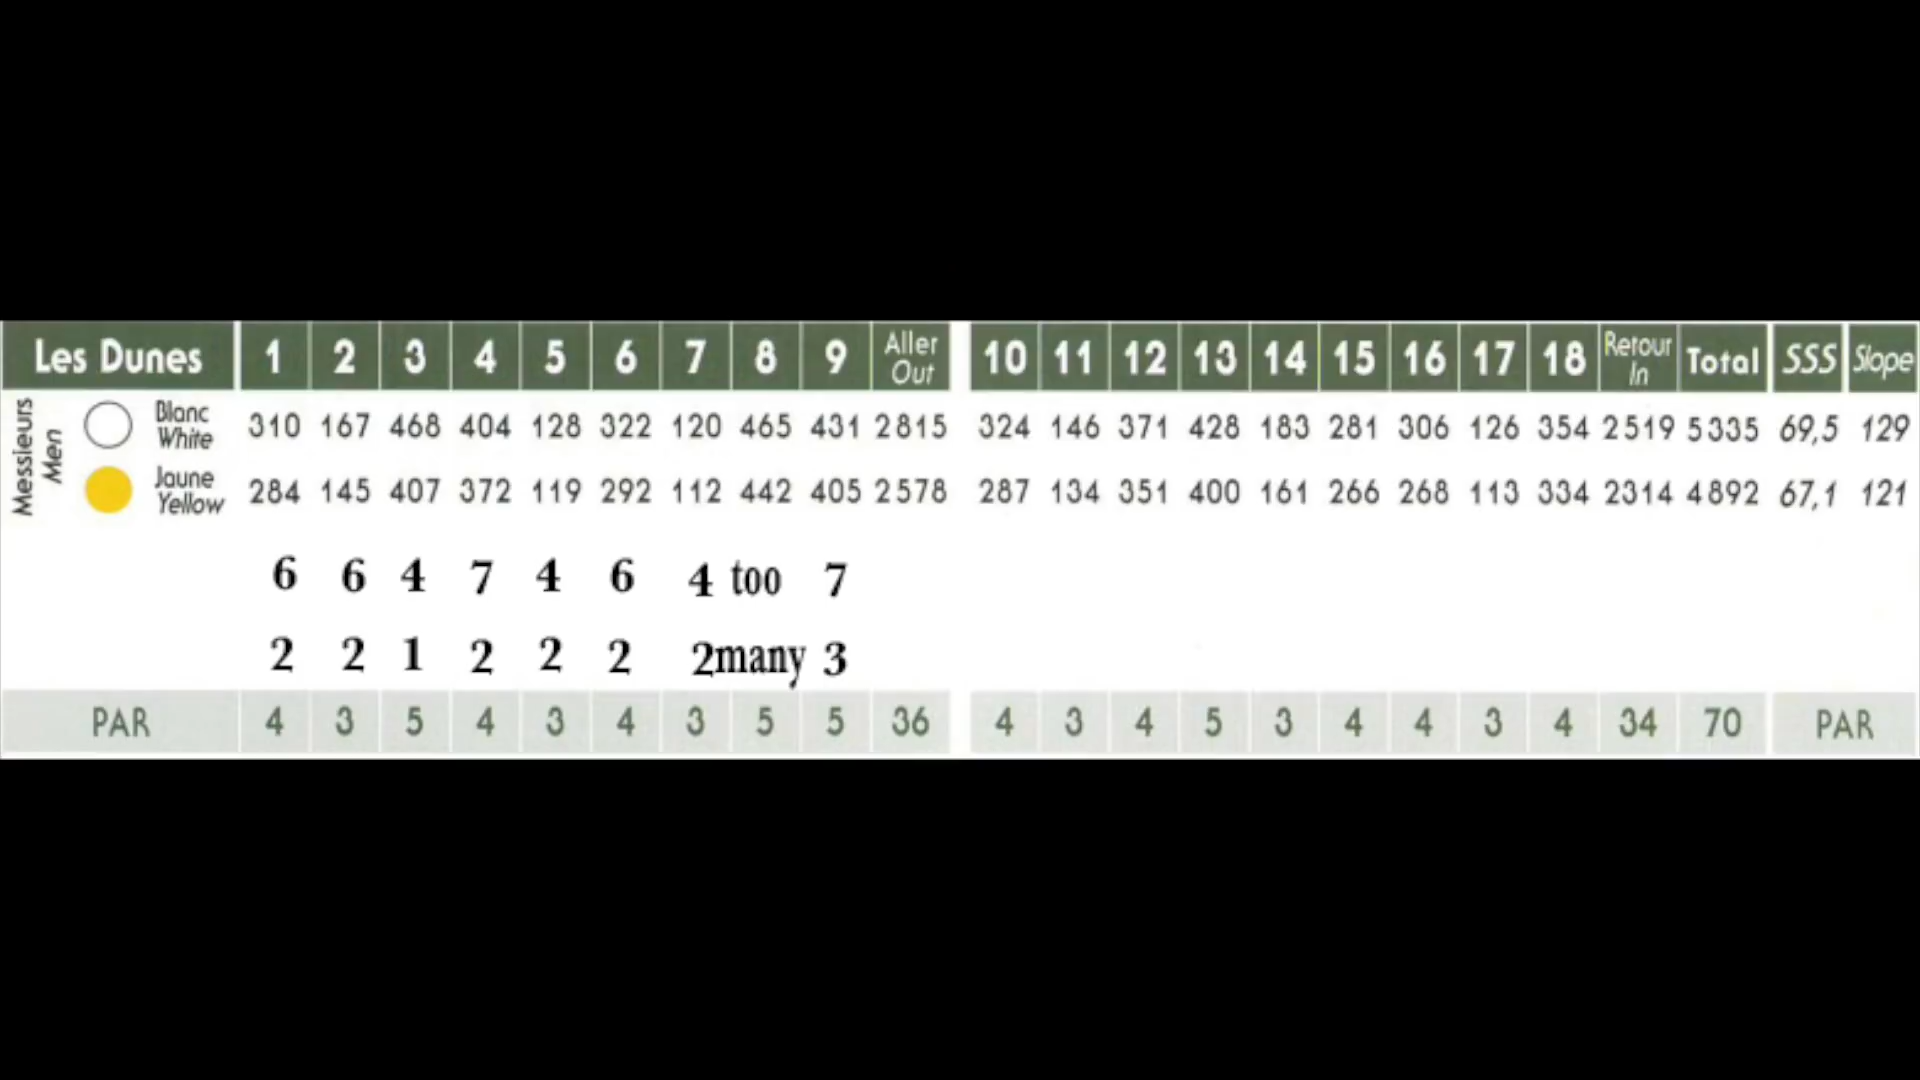 Les Dunes 1 2 3 4 5 6 7 8 9 Aller Out 10 11 12 13 14 15 16 17 18 Retour In Total SSS Slope
Messieurs Men
Blanc White 310 167 468 404 128 322 120 465 431 2815 324 146 371 428 183 281 306 126 354 2519 5335 69,5 129
Jaune Yellow 284 145 407 372 119 292 112 442 405 2578 287 134 351 400 161 266 268 113 334 2314 4892 67,1 121
6 6 4 7 4 6 4 too 7
2 2 1 2 2 2 2 many 3
PAR 4 3 5 4 3 4 3 5 5 36 4 3 4 5 3 4 4 3 4 34 70 PAR